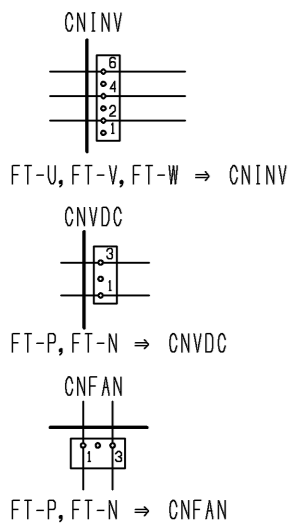 CNINV
6
4
2
1
FT-U,FT-V,FT-W ⇒ CNINV
CNVDC
3
1
FT-P,FT-N ⇒ CNVDC
CNFAN
1 3
FT-P,FT-N ⇒ CNFAN